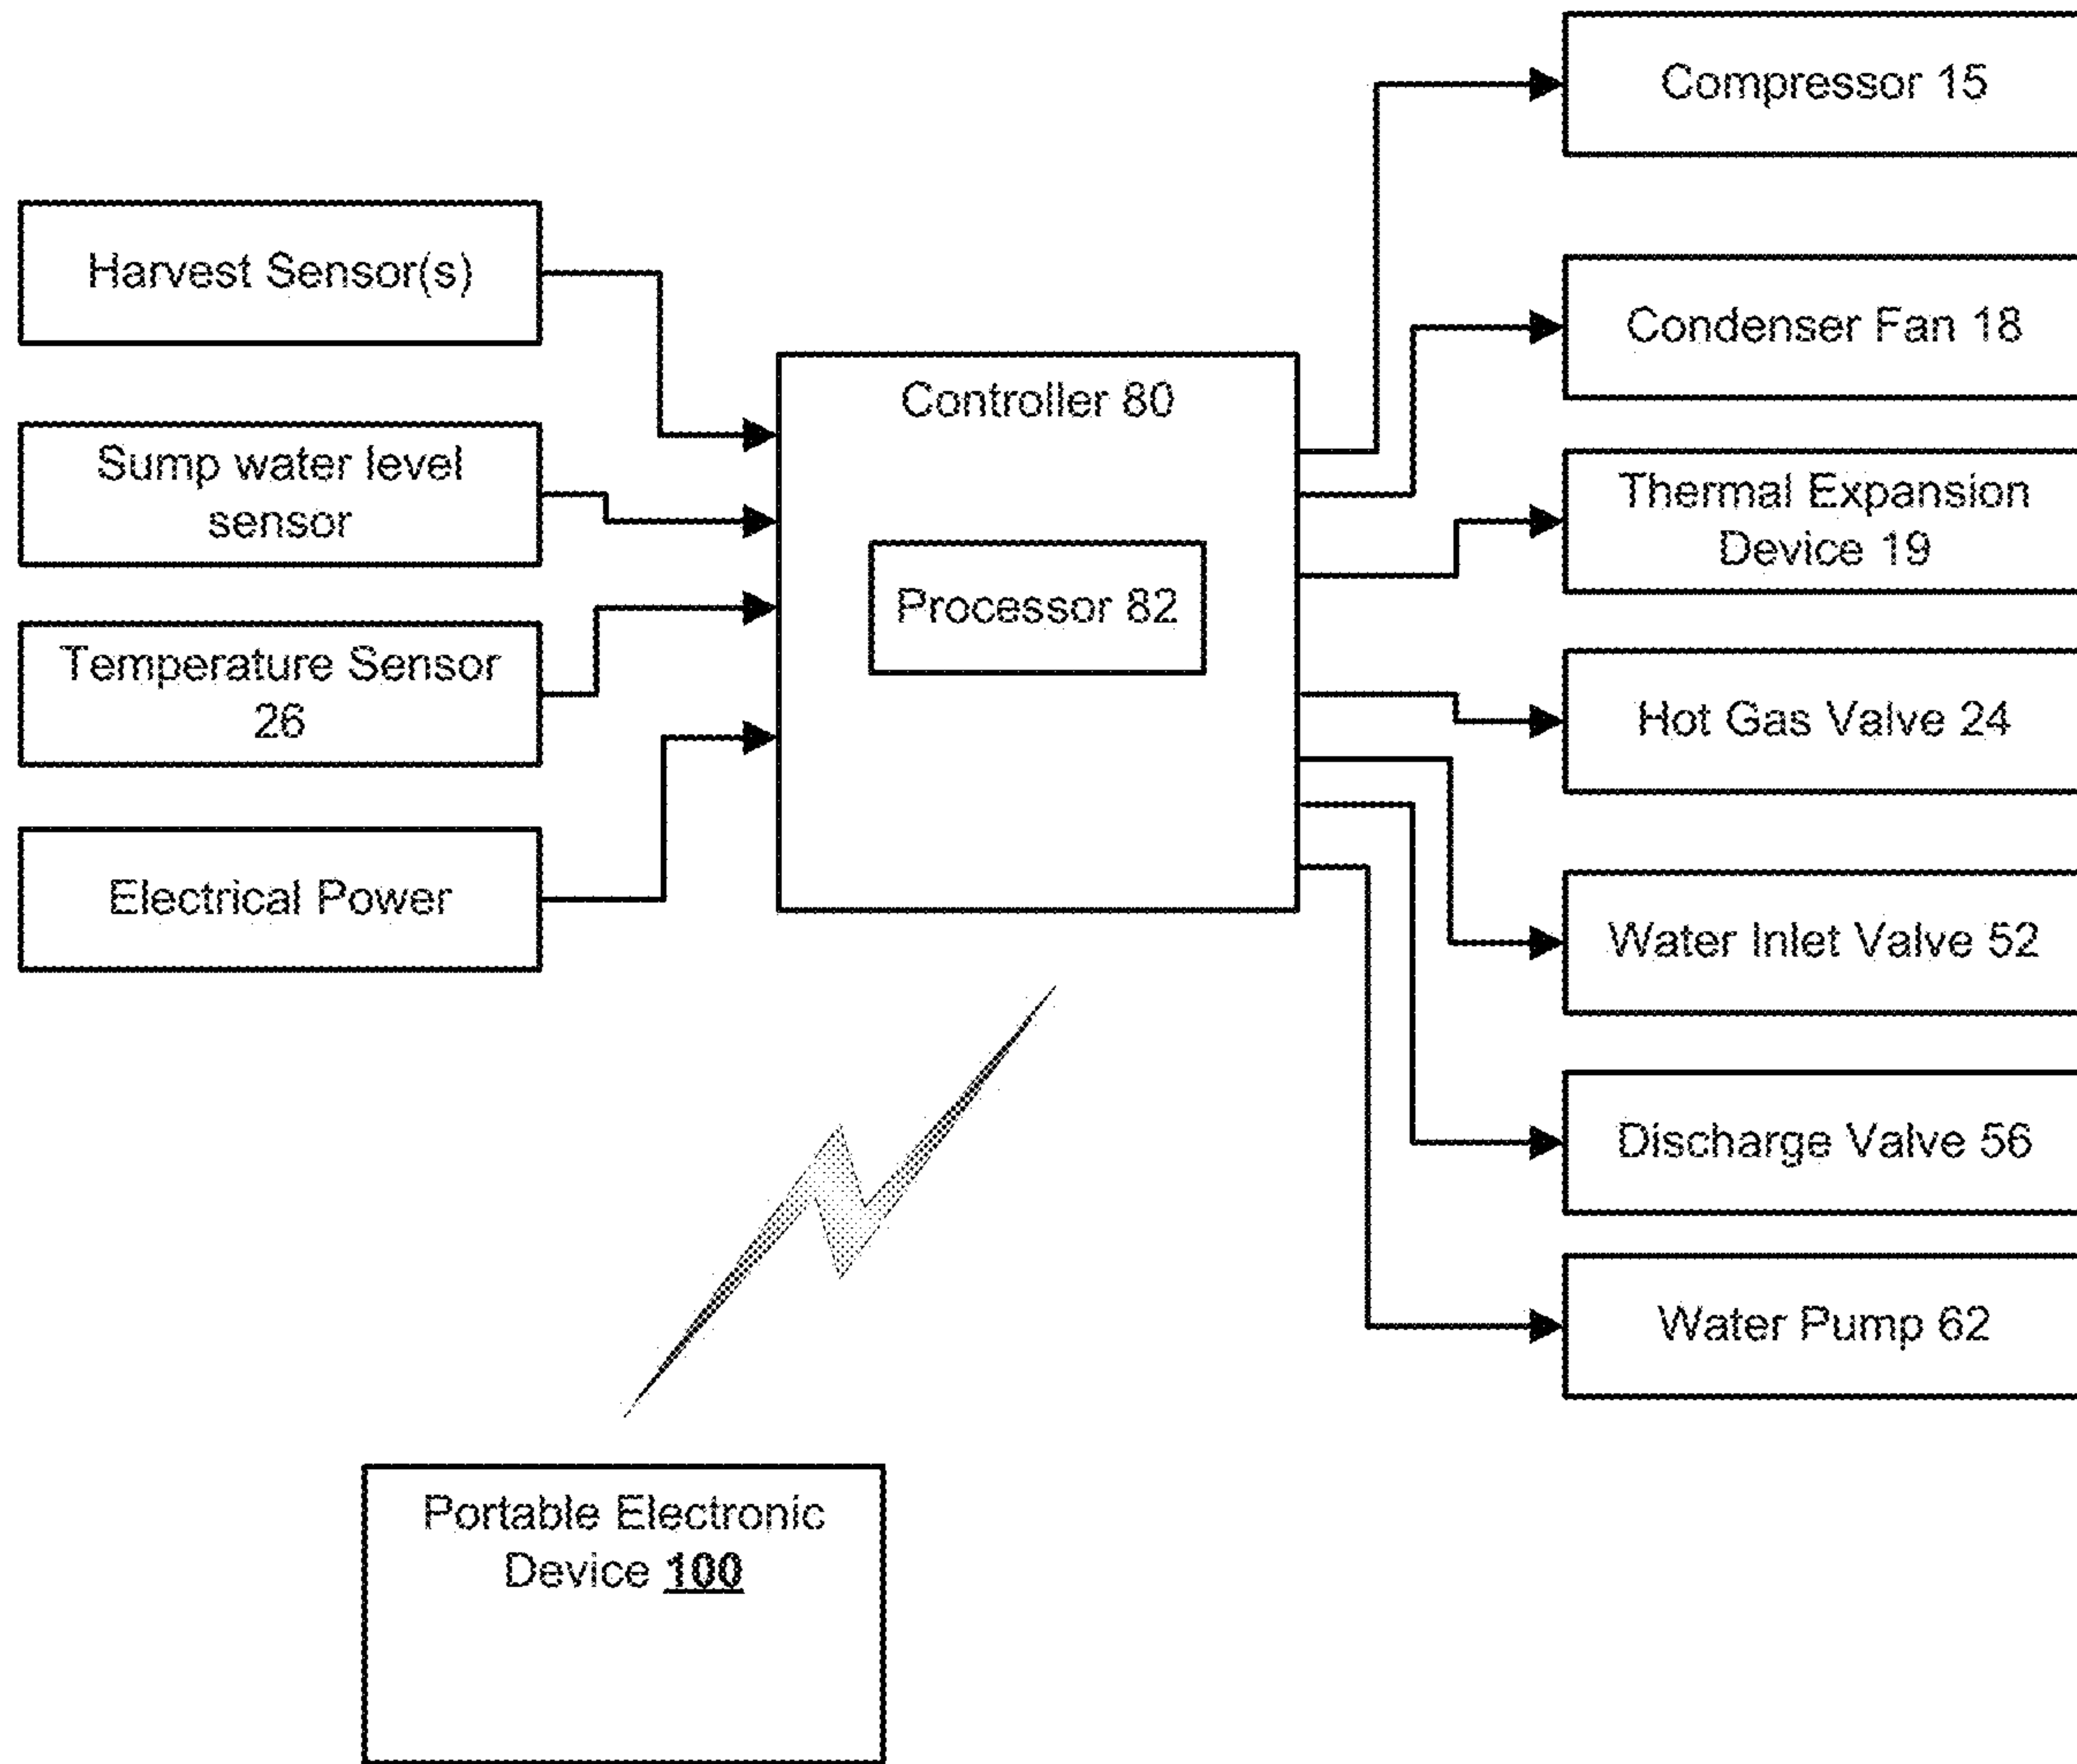 Compressor 15
Harvest Sensor(s)
Condenser Fan 18
Controller 80
Sump water level
sensor
Thermal Expansion
Device 19
Processor 82
Temperature Sensor
26
Hot Gas Valve 24
Electrical Power
Water Inlet Valve 52
Discharge Valve 56
Water Pump 62
Portable Electronic
Device 100